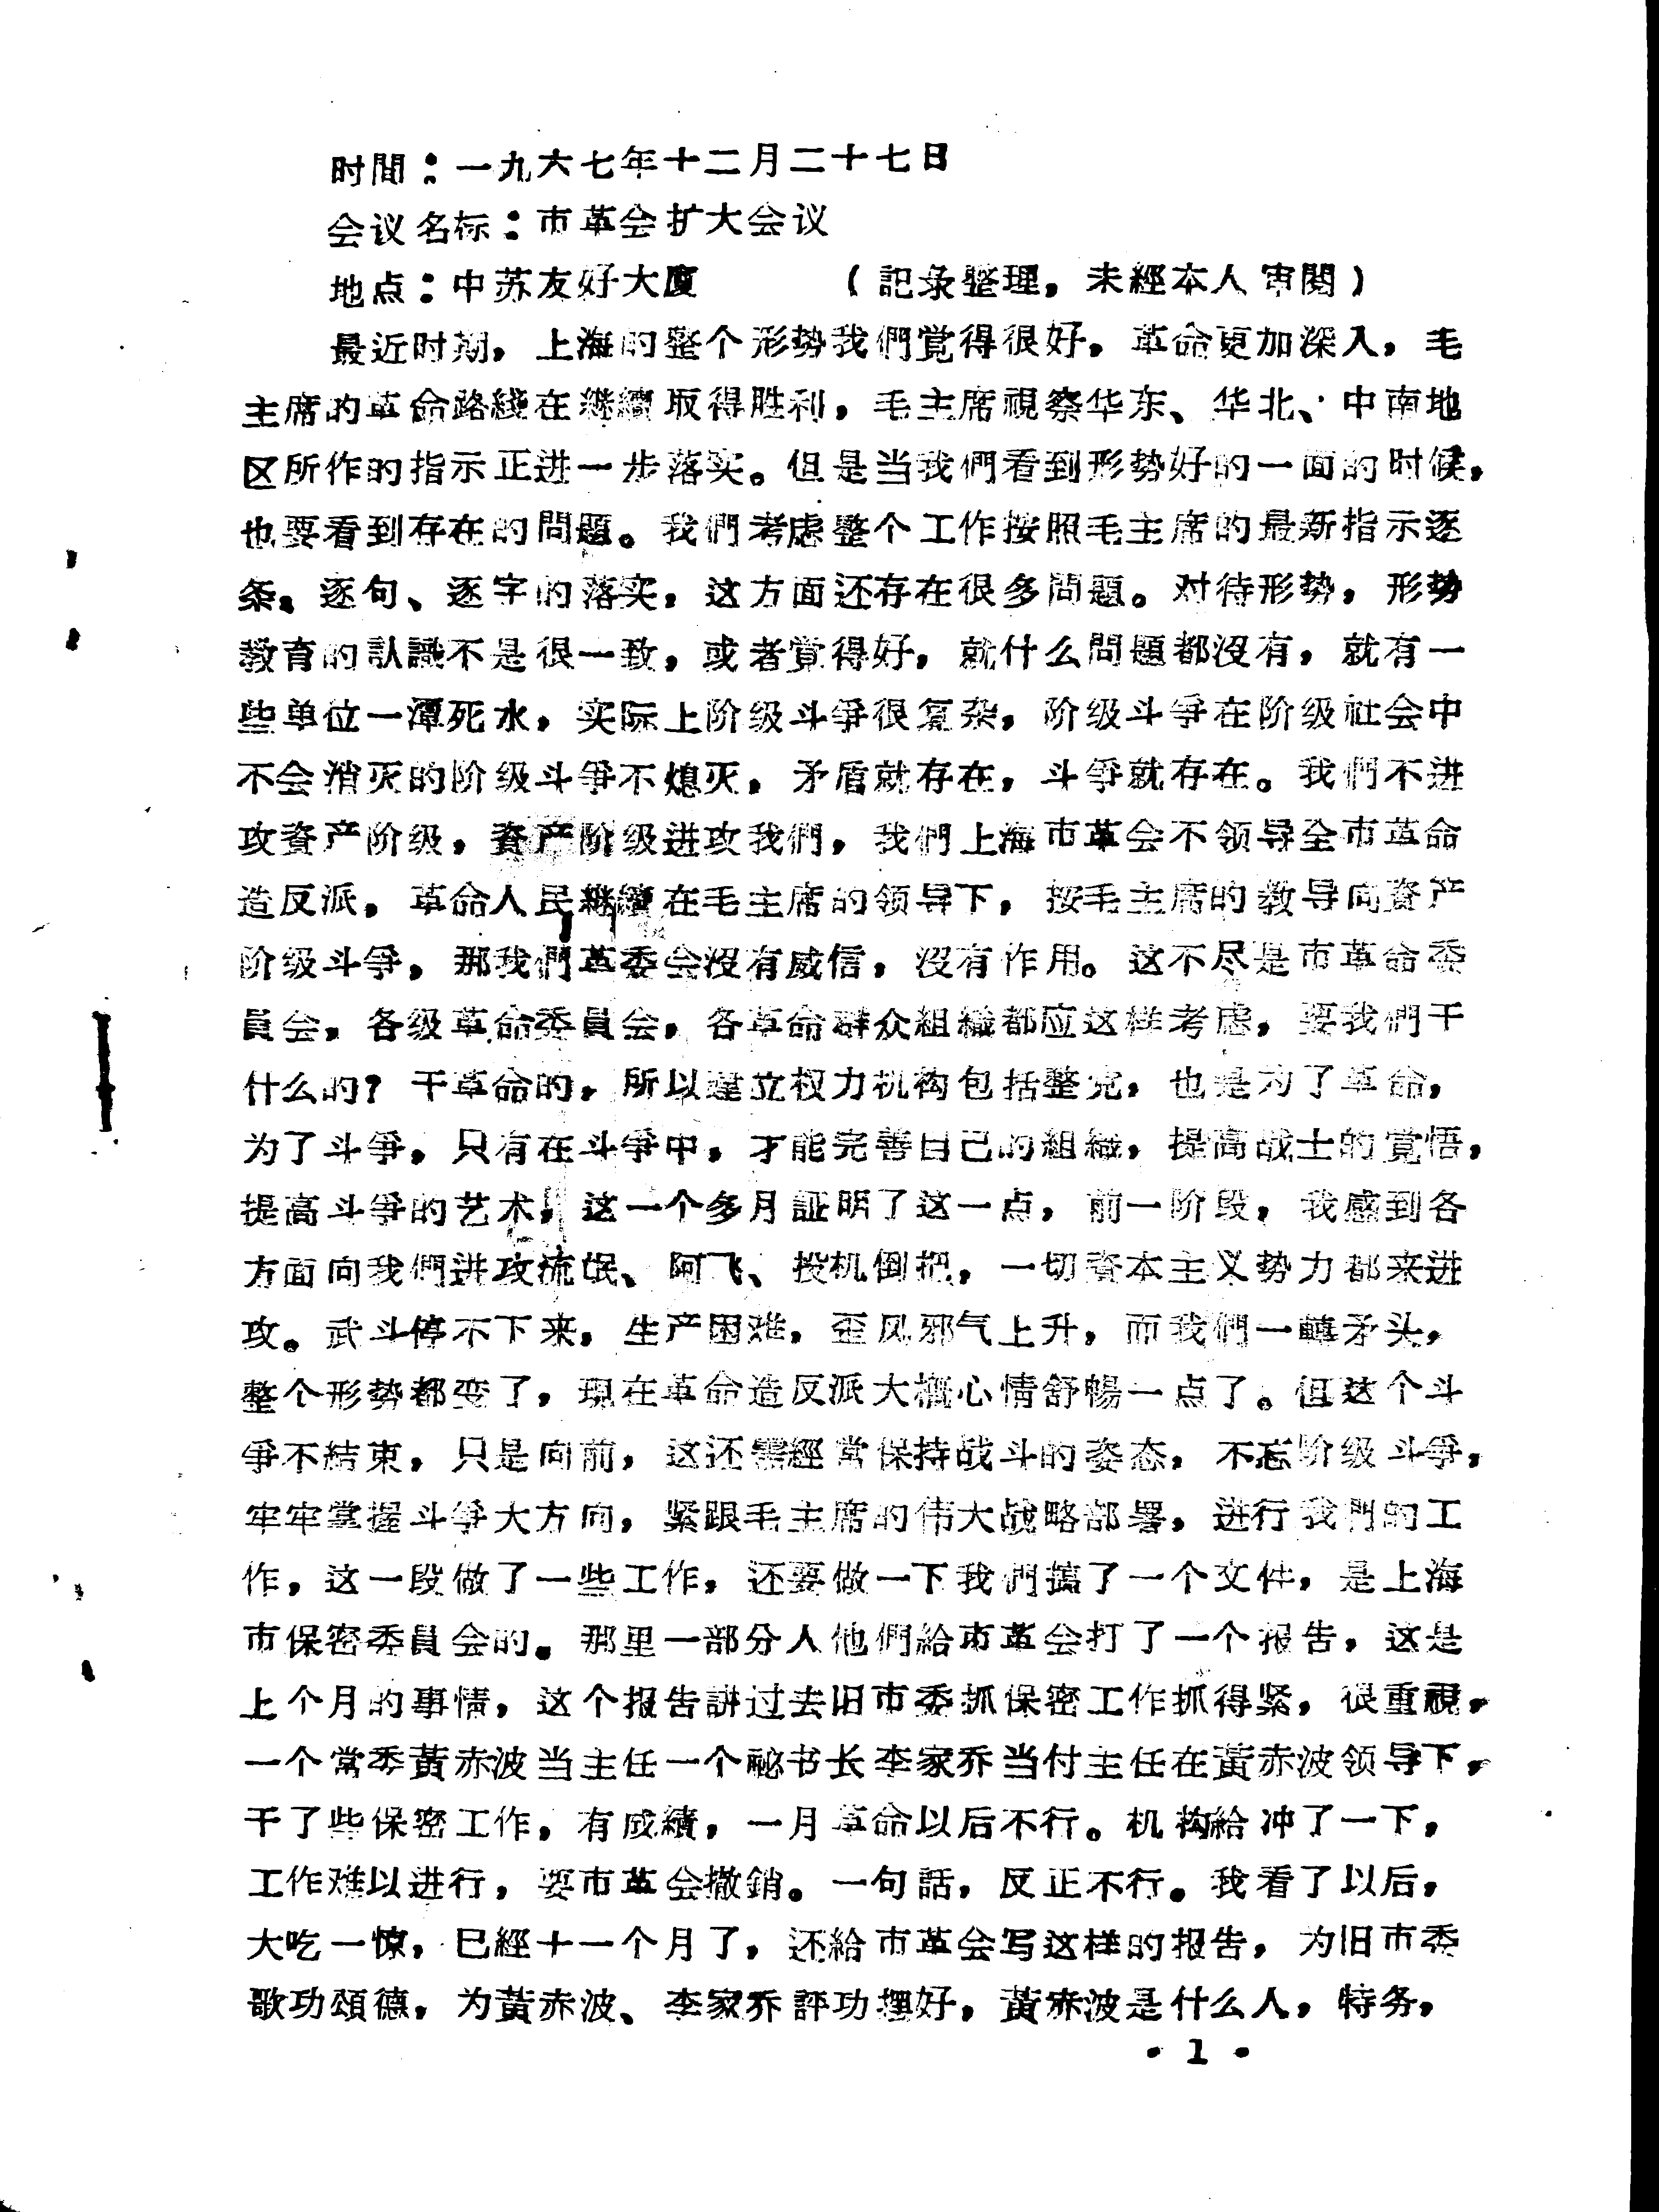 时間：一九六七年十二月二十七日
会议名标：市革会扩大会议
地点：中苏友好大廈 （記录整理，未經本人审閱）
最近时期，上海的整个形势我們覚得很好，革命更加深入，毛
主席的革命路綫在継續取得胜利，毛主席視察华东、华北、中南地
区所作的指示正进一步落实。但是当我們看到形势好的一面的时候，
也要看到存在的問題。我們考虑整个工作按照毛主席的最新指示逐
条、逐句、逐字的落实，这方面还存在很多問題。对待形势，形势
教育的訙識不是很一致，或者覚得好，就什么問題都沒有，就有一
些单位一潭死水，实际上阶级斗爭很复杂，阶级斗爭在阶级社会中
不会消灭的阶级斗爭不熄灭，矛盾就存在，斗爭就存在。我們不进
攻資产阶级，資产阶级进攻我們，我們上海市革会不领导全市革命
造反派，革命人民継續在毛主席的领导下，按毛主席的教导向資产
阶级斗爭，那我們革委会沒有威信，沒有作用。这不尽是市革命委
員会，各级革命委員会，各革命群众組織都应这样考虑，要我們干
什么的？干革命的，所以建立权力机构包括整党，也是为了革命，
为了斗爭，只有在斗爭中，才能完善自己的組織，提高战士的覚悟，
提高斗爭的艺术，这一个多月証明了这一点，前一阶段，我感到各
方面向我們进攻流氓、阿飞、投机倒把，一切資本主义势力都来进
攻。武斗停不下来，生产困难，歪风邪气上升，而我們一轉矛头，
整个形势都变了，现在革命造反派大概心情舒暢一点了。但这个斗
爭不結束，只是向前，这还需經常保持战斗的姿态，不忘阶级斗爭，
牢牢掌握斗爭大方向，紧跟毛主席的伟大战略部署，进行我們的工
作，这一段做了一些工作，还要做一下我們搞了一个文件，是上海
市保密委員会的。那里一部分人他們給市革会打了一个报告，这是
上个月的事情，这个报告講过去旧市委抓保密工作抓得紧，很重視，
一个常委黃赤波当主任一个祕书长李家乔当付主任在黃赤波领导下，
干了些保密工作，有成績，一月革命以后不行。机构給冲了一下，
工作难以进行，要市革会撤銷。一句話，反正不行。我看了以后，
大吃一惊，已經十一个月了，还給市革会写这样的报告，为旧市委
歌功頌德，为黃赤波、李家乔評功摆好，黃赤波是什么人，特务，
• 1 •